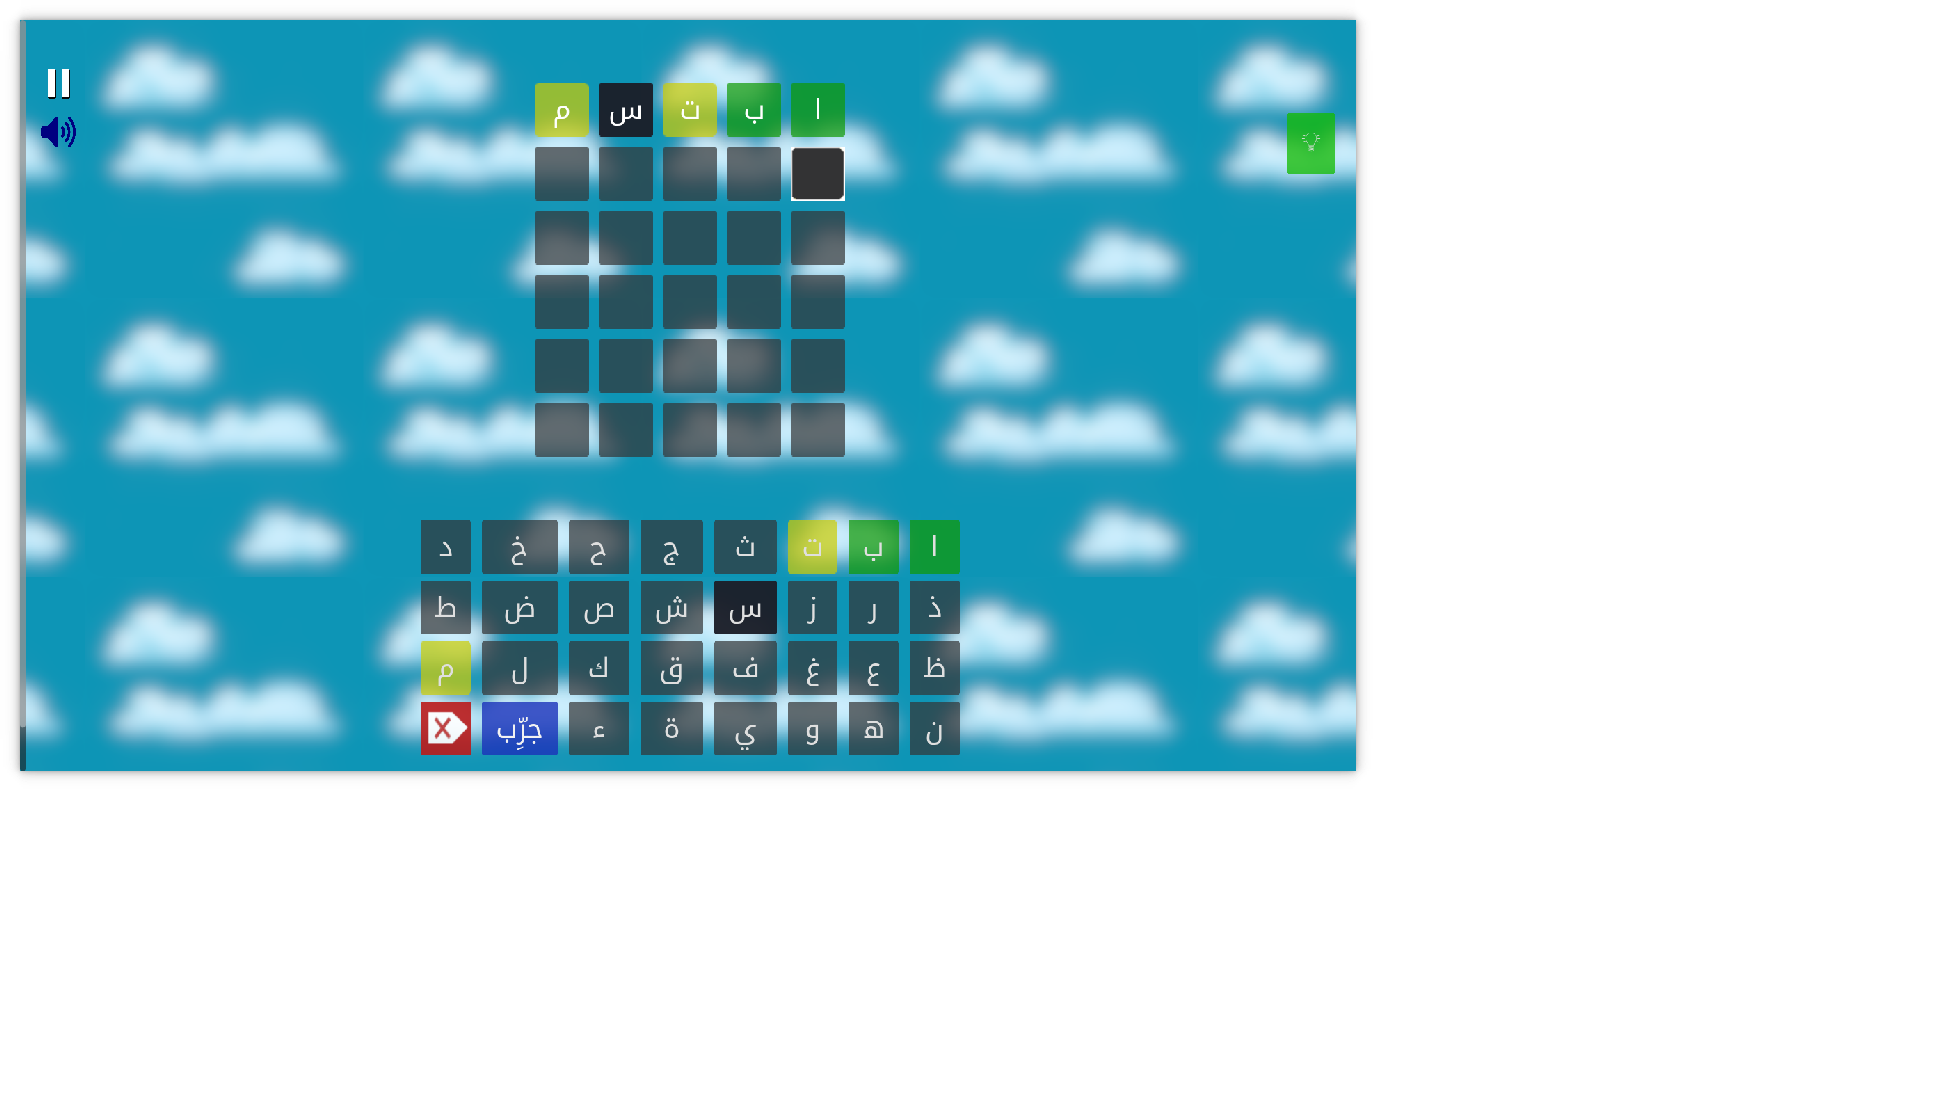 ا ب ت س م
ا ب ت ث ج ح خ د
ذ ر ز س ش ص ض ط
ظ ع غ ف ق ك ل م
ن ه و ي ة ء جرِّب X